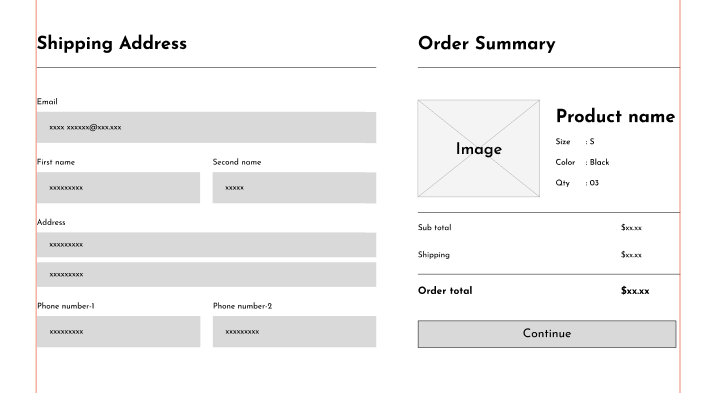 Shipping Address
Email
xxxx xxxxxx@xxx.xxx
First name
Second name
xxxxxxxxx
xxxxx
Address
xxxxxxxxx
xxxxxxxxx
Phone number-1
Phone number-2
xxxxxxxxx
xxxxxxxxx
Order Summary
Image
Product name
Size : S
Color : Black
Qty : 03
Sub total $xx.xx
Shipping $xx.xx
Order total $xx.xx
Continue